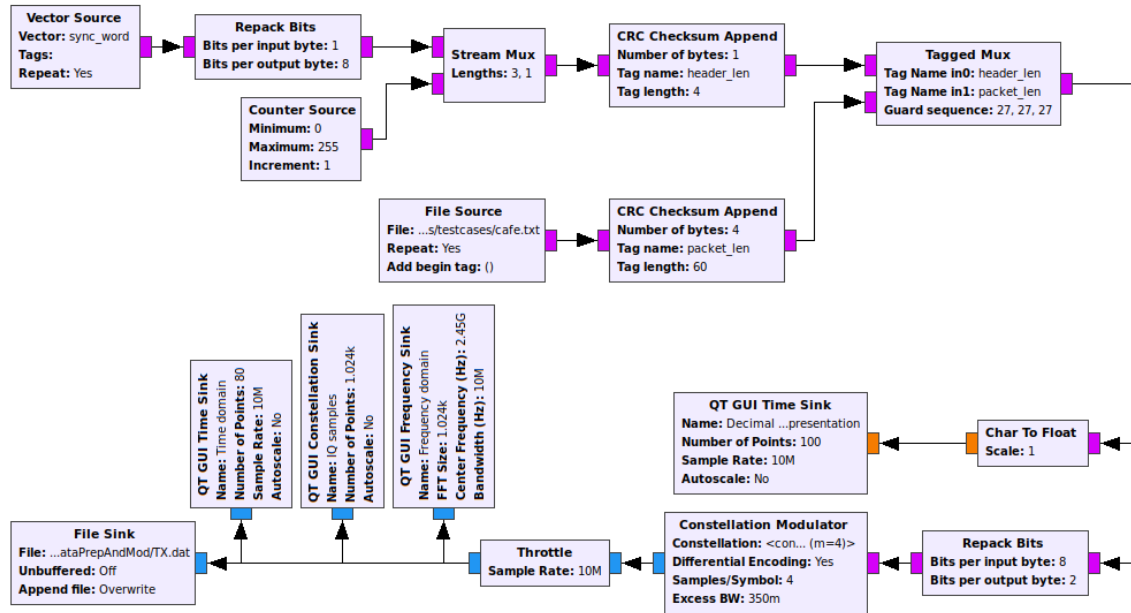 Vector Source
Vector: sync_word
Tags:
Repeat: Yes
Repack Bits
Bits per input byte: 1
Bits per output byte: 8
Stream Mux
Lengths: 3, 1
CRC Checksum Append
Number of bytes: 1
Tag name: header_len
Tag length: 4
Tagged Mux
Tag Name in0: header_len
Tag Name in1: packet_len
Guard sequence: 27, 27, 27
Counter Source
Minimum: 0
Maximum: 255
Increment: 1
File Source
File: ...s/testcases/cafe.txt
Repeat: Yes
Add begin tag: ()
CRC Checksum Append
Number of bytes: 4
Tag name: packet_len
Tag length: 60
QT GUI Time Sink
Name: Time domain
Number of Points: 80
Sample Rate: 10M
Autoscale: No
QT GUI Constellation Sink
Name: IQ samples
Number of Points: 1.024k
Autoscale: No
QT GUI Frequency Sink
Name: Frequency domain
FFT Size: 1.024k
Center Frequency (Hz): 2.45G
Bandwidth (Hz): 10M
QT GUI Time Sink
Name: Decimal ...presentation
Number of Points: 100
Sample Rate: 10M
Autoscale: No
Char To Float
Scale: 1
File Sink
File: ...ataPrepAndMod/TX.dat
Unbuffered: Off
Append file: Overwrite
Throttle
Sample Rate: 10M
Constellation Modulator
Constellation: <con... (m=4)>
Differential Encoding: Yes
Samples/Symbol: 4
Excess BW: 350m
Repack Bits
Bits per input byte: 8
Bits per output byte: 2